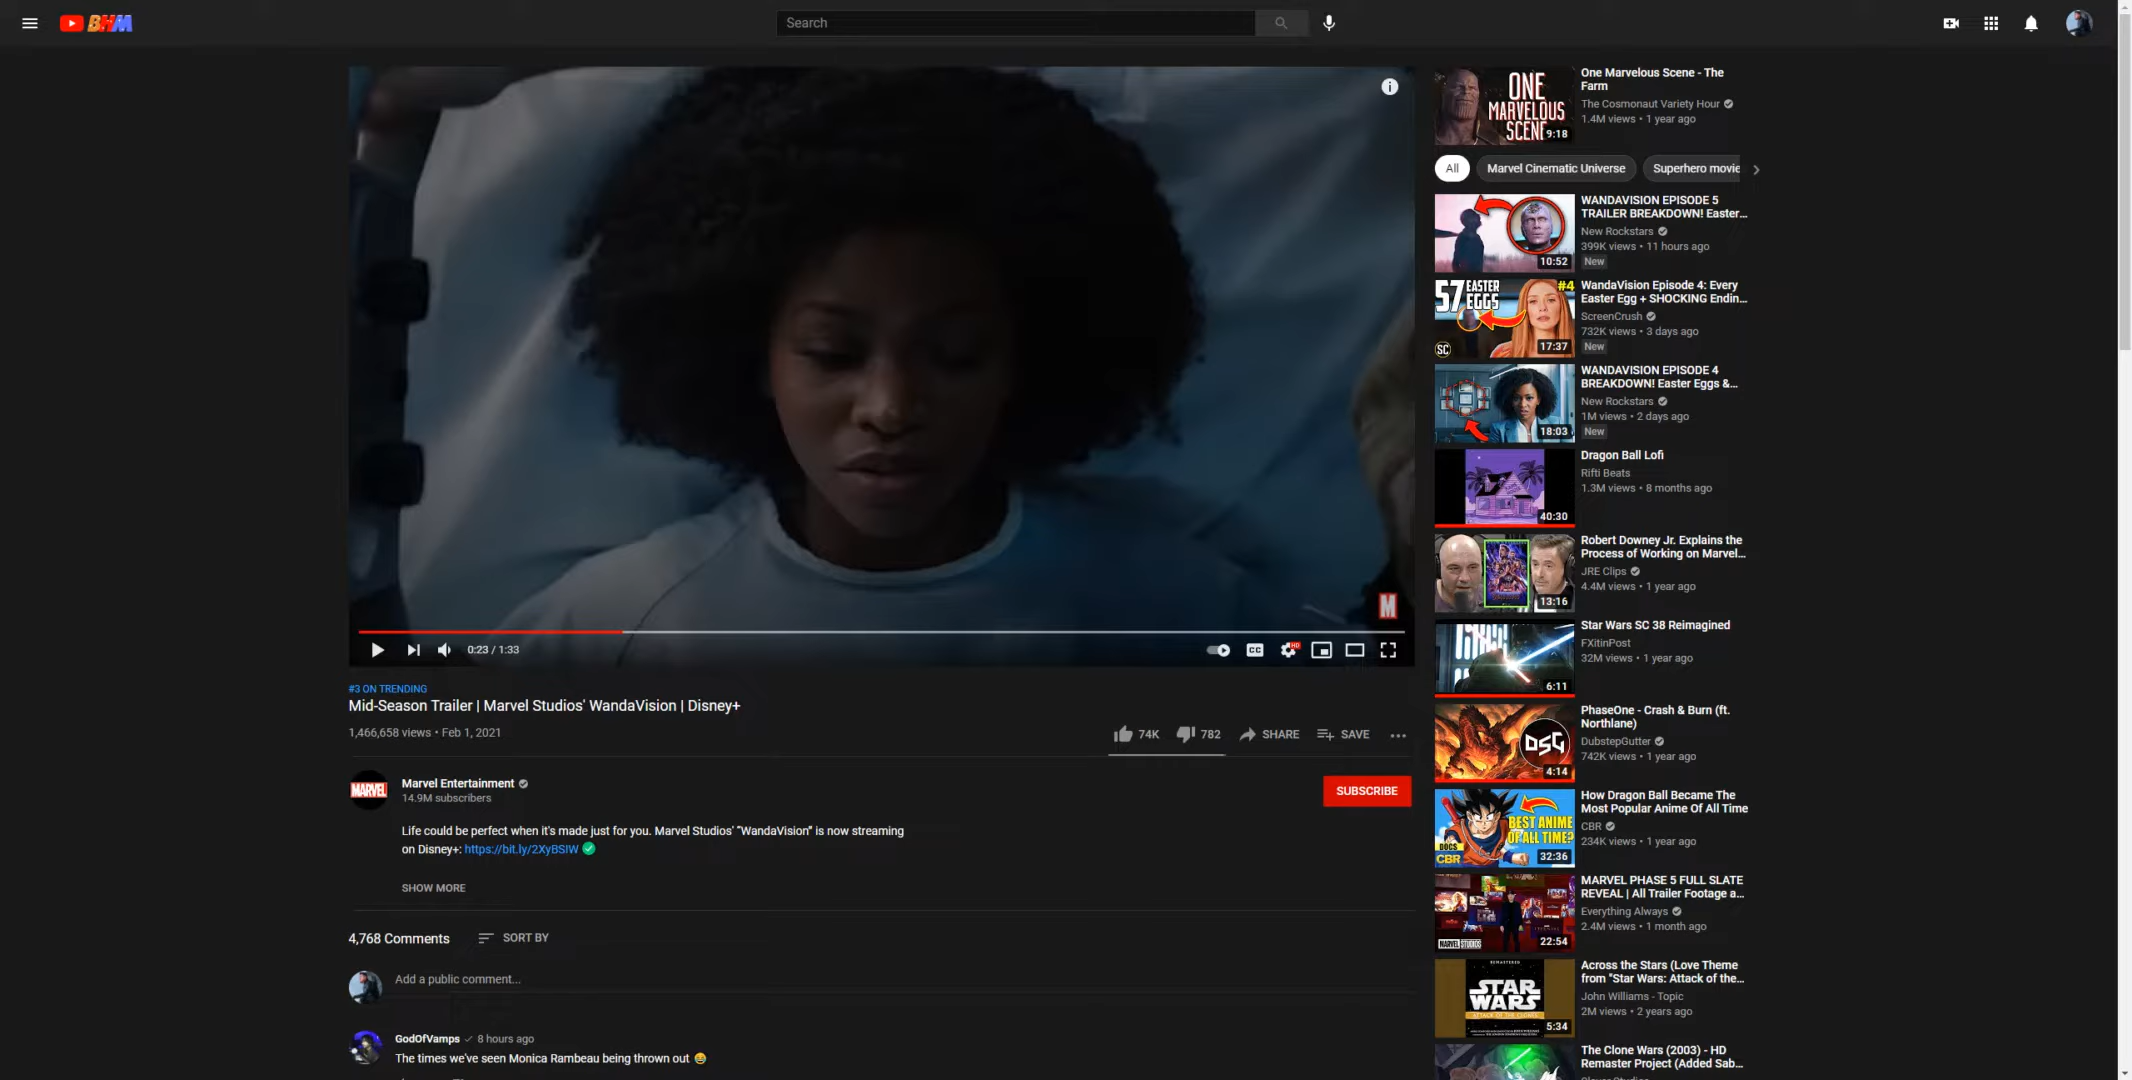 BHM
Search
M
0:23 / 1:33
CC
HD
#3 ON TRENDING
Mid-Season Trailer | Marvel Studios' WandaVision | Disney+
1,466,658 views • Feb 1, 2021
74K
782
SHARE
SAVE
MARVEL
Marvel Entertainment
14.9M subscribers
SUBSCRIBE
Life could be perfect when it's made just for you. Marvel Studios' "WandaVision" is now streaming
on Disney+: https://bit.ly/2XyBSIW
SHOW MORE
4,768 Comments
SORT BY
Add a public comment...
GodOfVamps
8 hours ago
The times we've seen Monica Rambeau being thrown out 😂
ONE
MARVELOUS
SCENE
9:18
One Marvelous Scene - The
Farm
The Cosmonaut Variety Hour
1.4M views • 1 year ago
All
Marvel Cinematic Universe
Superhero movie
10:52
WANDAVISION EPISODE 5
TRAILER BREAKDOWN! Easter...
New Rockstars
399K views • 11 hours ago
New
57 EASTER
EGGS
#4
SC
17:37
WandaVision Episode 4: Every
Easter Egg + SHOCKING Endin...
ScreenCrush
732K views • 3 days ago
New
18:03
WANDAVISION EPISODE 4
BREAKDOWN! Easter Eggs &...
New Rockstars
1M views • 2 days ago
New
40:30
Dragon Ball Lofi
Rifti Beats
1.3M views • 8 months ago
13:16
Robert Downey Jr. Explains the
Process of Working on Marvel...
JRE Clips
4.4M views • 1 year ago
6:11
Star Wars SC 38 Reimagined
FXitinPost
32M views • 1 year ago
DSG
4:14
PhaseOne - Crash & Burn (ft.
Northlane)
DubstepGutter
742K views • 1 year ago
BEST ANIME
OF ALL TIME?
DOCS
CBR
32:36
How Dragon Ball Became The
Most Popular Anime Of All Time
CBR
234K views • 1 year ago
MARVEL STUDIOS
22:54
MARVEL PHASE 5 FULL SLATE
REVEAL | All Trailer Footage a...
Everything Always
2.4M views • 1 month ago
REMASTERED
STAR
WARS
ATTACK OF THE CLONES
5:34
Across the Stars (Love Theme
from "Star Wars: Attack of the...
John Williams - Topic
2M views • 2 years ago
The Clone Wars (2003) - HD
Remaster Project (Added Sab...